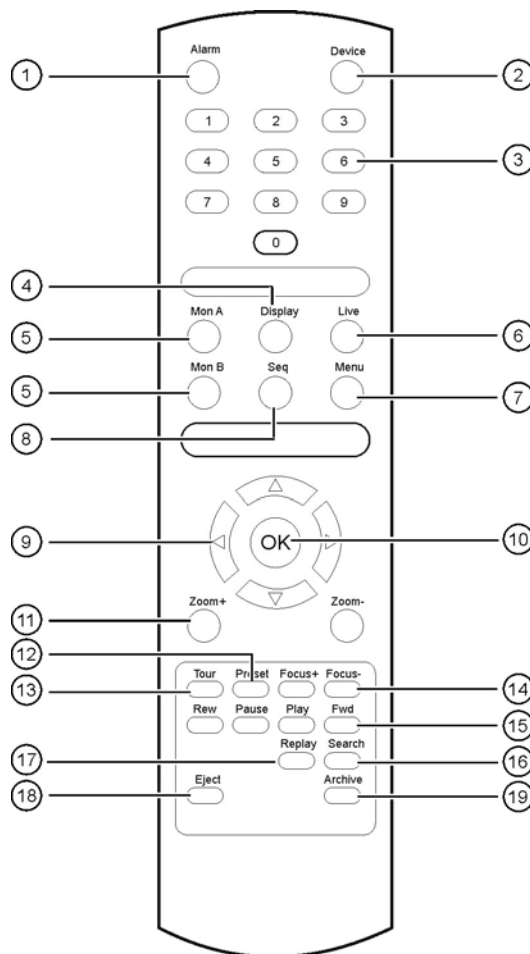 Alarm Device
1 2
1 2 3
4 5 6 3
7 8 9
0
4
Mon A Display Live
5 6
Mon B Seq Menu
5 7
8
9 OK 10
Zoom+ Zoom-
11
12
Tour Preset Focus+ Focus-
13 14
Rew Pause Play Fwd
15
Replay Search
17 16
Eject Archive
18 19